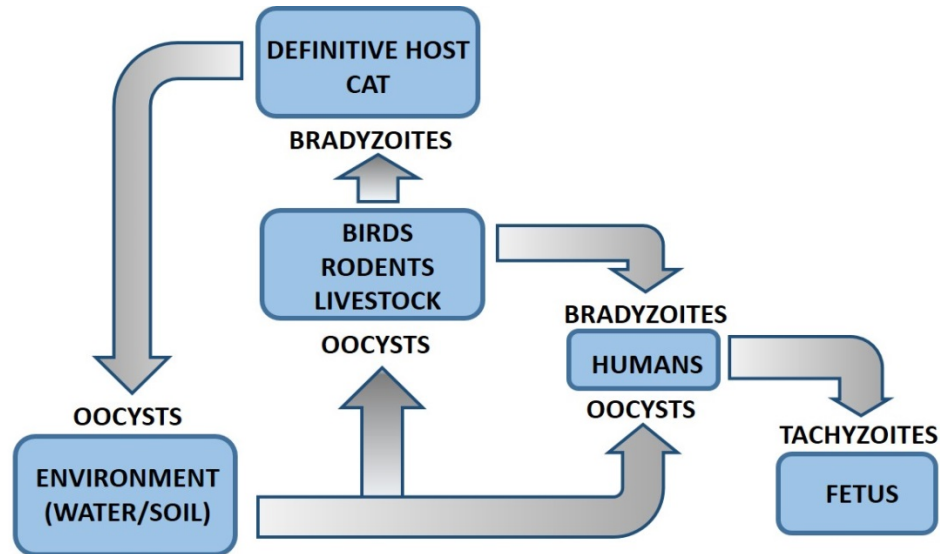 DEFINITIVE HOST
CAT
BRADYZOITES
BIRDS
RODENTS
LIVESTOCK
OOCYSTS
BRADYZOITES
HUMANS
OOCYSTS
OOCYSTS
ENVIRONMENT
(WATER/SOIL)
TACHYZOITES
FETUS